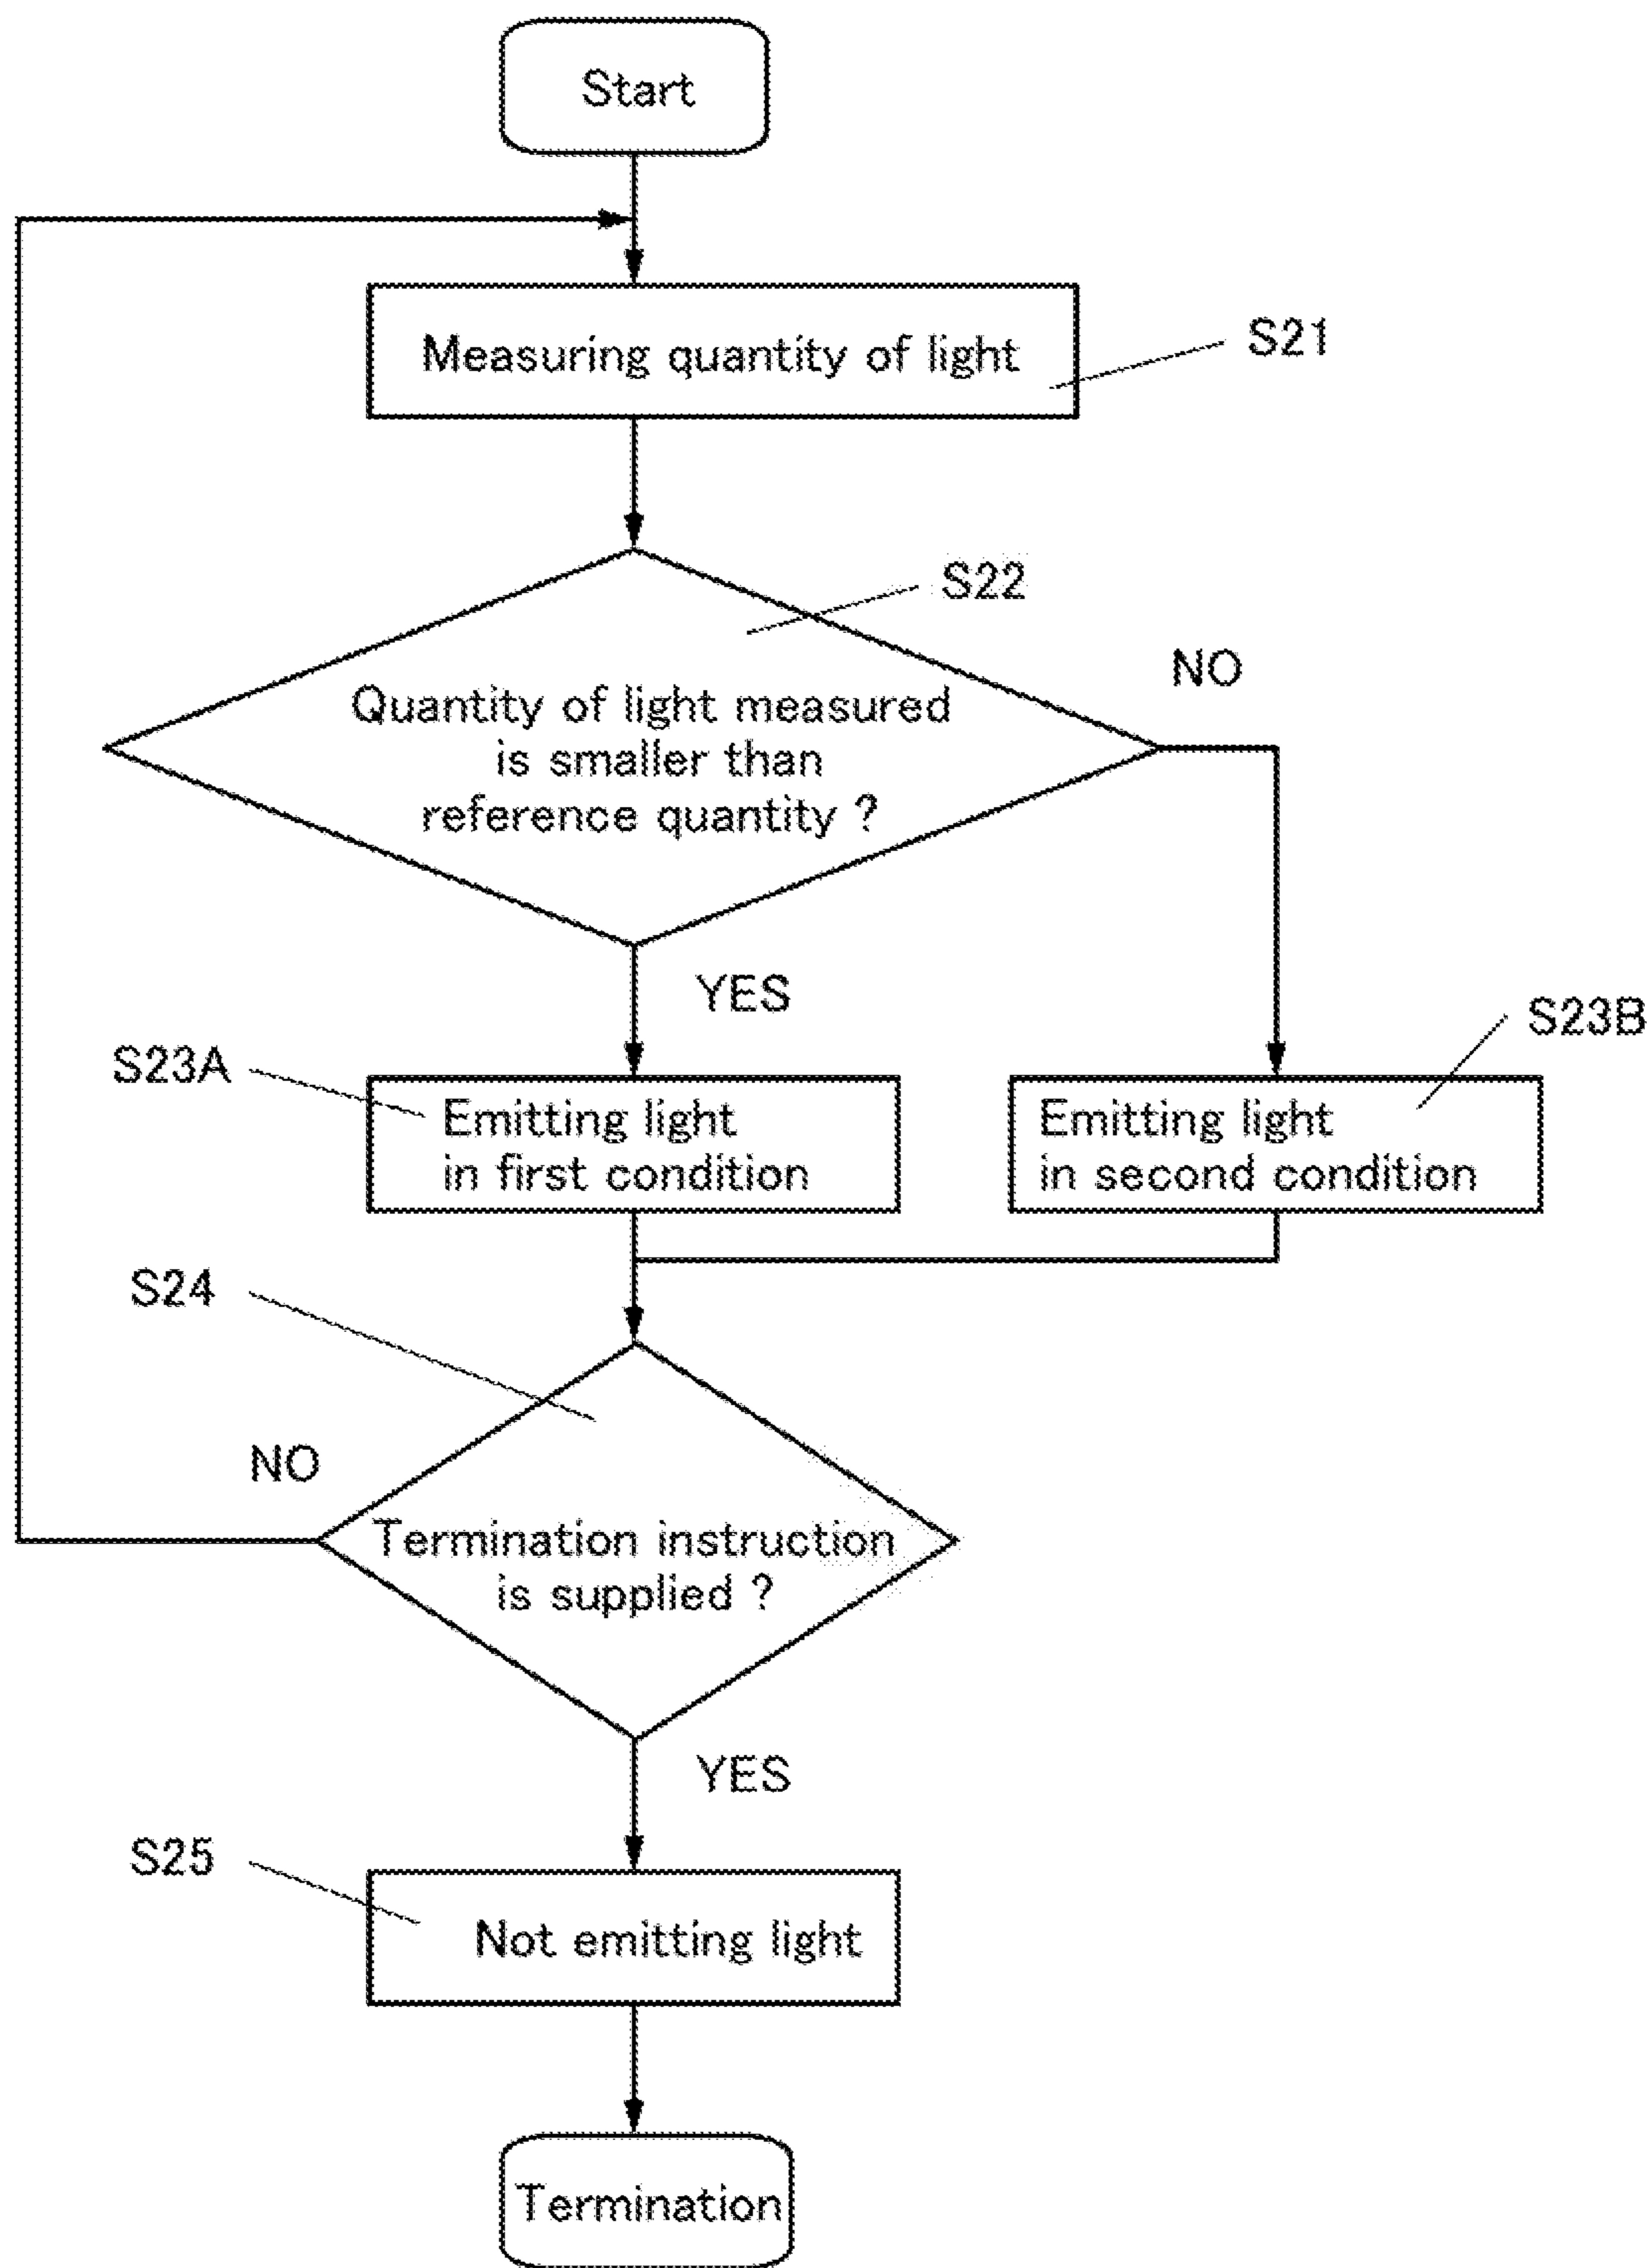 Start
Measuring quantity of light
S21
S22
Quantity of light measured
is smaller than
reference quantity ?
NO
YES
S23A
Emitting light
in first condition
S23B
Emitting light
in second condition
S24
NO
Termination instruction
is supplied ?
YES
S25
Not emitting light
Termination